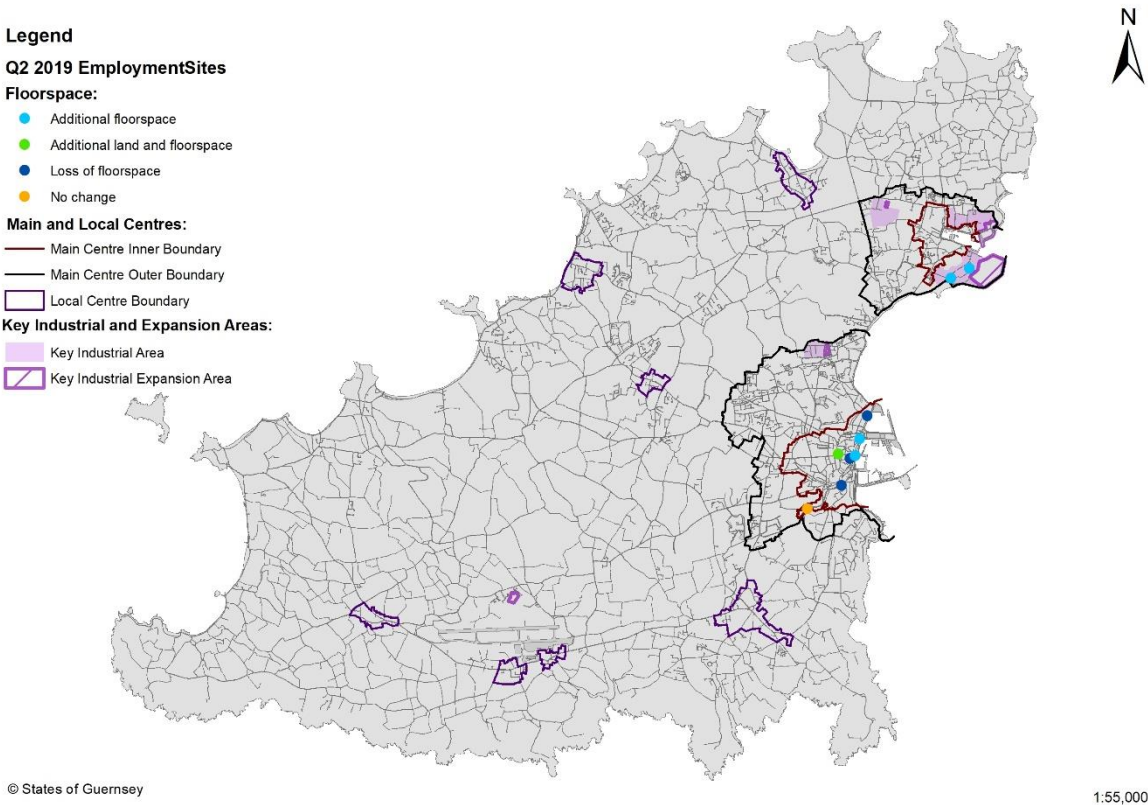 N
Legend
Q2 2019 EmploymentSites
Floorspace:
Additional floorspace
Additional land and floorspace
Loss of floorspace
No change
Main and Local Centres:
Main Centre Inner Boundary
Main Centre Outer Boundary
Local Centre Boundary
Key Industrial and Expansion Areas:
Key Industrial Area
Key Industrial Expansion Area
© States of Guernsey
1:55,000